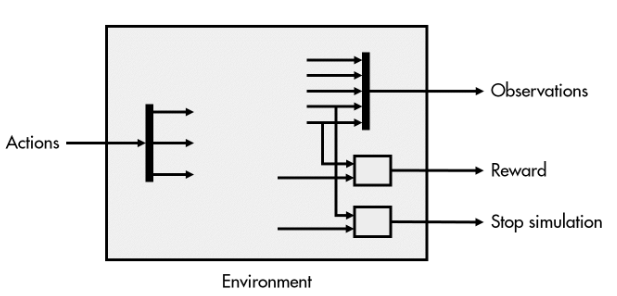 Observations
Actions
Reward
Stop simulation
Environment